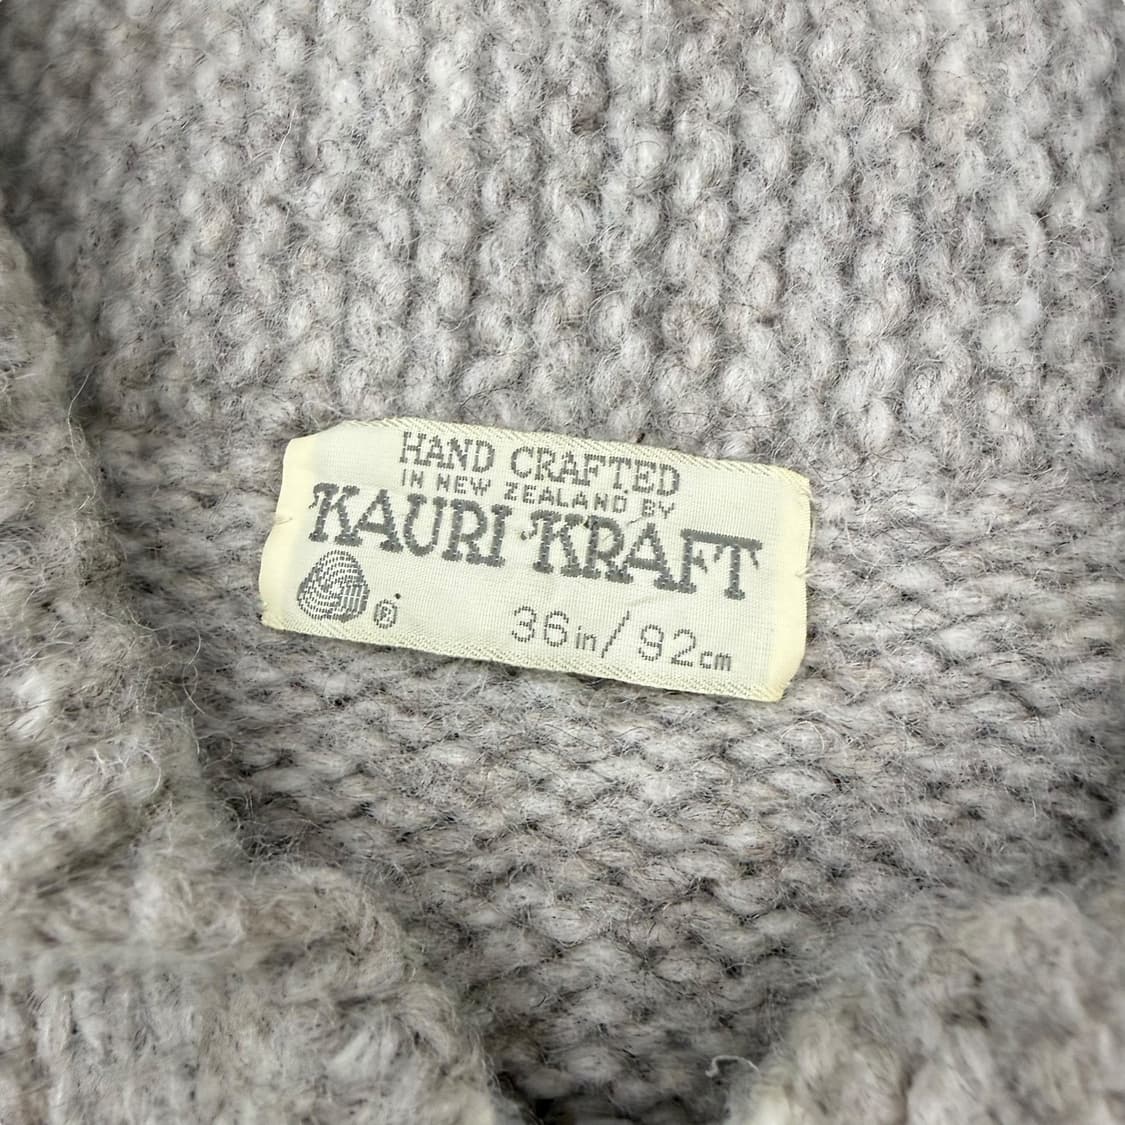 HAND CRAFTED
IN NEW ZEALAND BY
KAURI KRAFT
® 36in/92cm